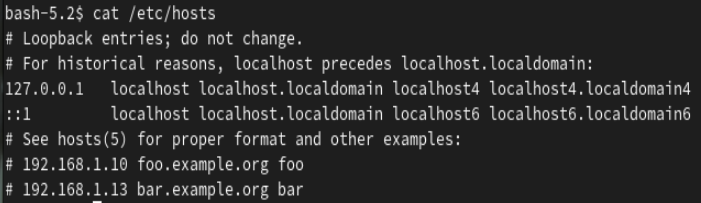 bash-5.2$ cat /etc/hosts
# Loopback entries; do not change.
# For historical reasons, localhost precedes localhost.localdomain:
127.0.0.1   localhost localhost.localdomain localhost4 localhost4.localdomain4
::1         localhost localhost.localdomain localhost6 localhost6.localdomain6
# See hosts(5) for proper format and other examples:
# 192.168.1.10 foo.example.org foo
# 192.168.1.13 bar.example.org bar